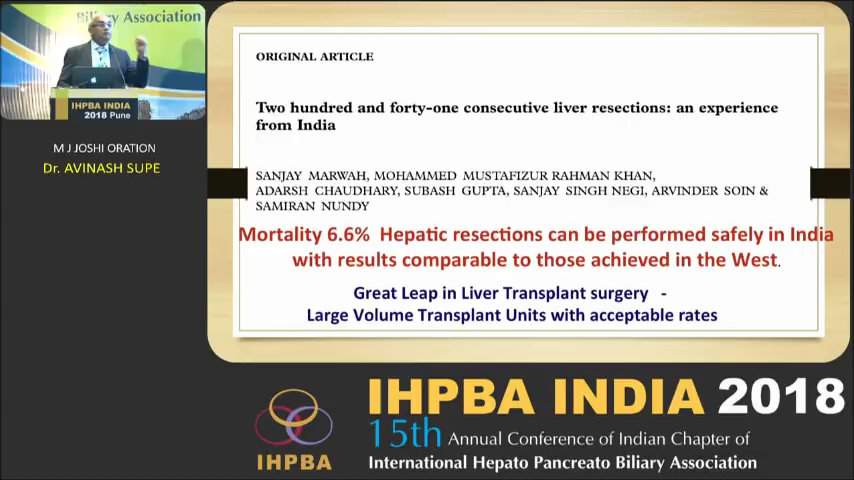 Biliary Association
IHPBA INDIA
2018 Pune
M J JOSHI ORATION
Dr. AVINASH SUPE
ORIGINAL ARTICLE
Two hundred and forty-one consecutive liver resections: an experience
from India
SANJAY MARWAH, MOHAMMED MUSTAFIZUR RAHMAN KHAN,
ADARSH CHAUDHARY, SUBASH GUPTA, SANJAY SINGH NEGI, ARVINDER SOIN &
SAMIRAN NUNDY
Mortality 6.6% Hepatic resections can be performed safely in India
with results comparable to those achieved in the West.
Great Leap in Liver Transplant surgery -
Large Volume Transplant Units with acceptable rates
IHPBA
IHPBA INDIA 2018
15th Annual Conference of Indian Chapter of
International Hepato Pancreato Biliary Association